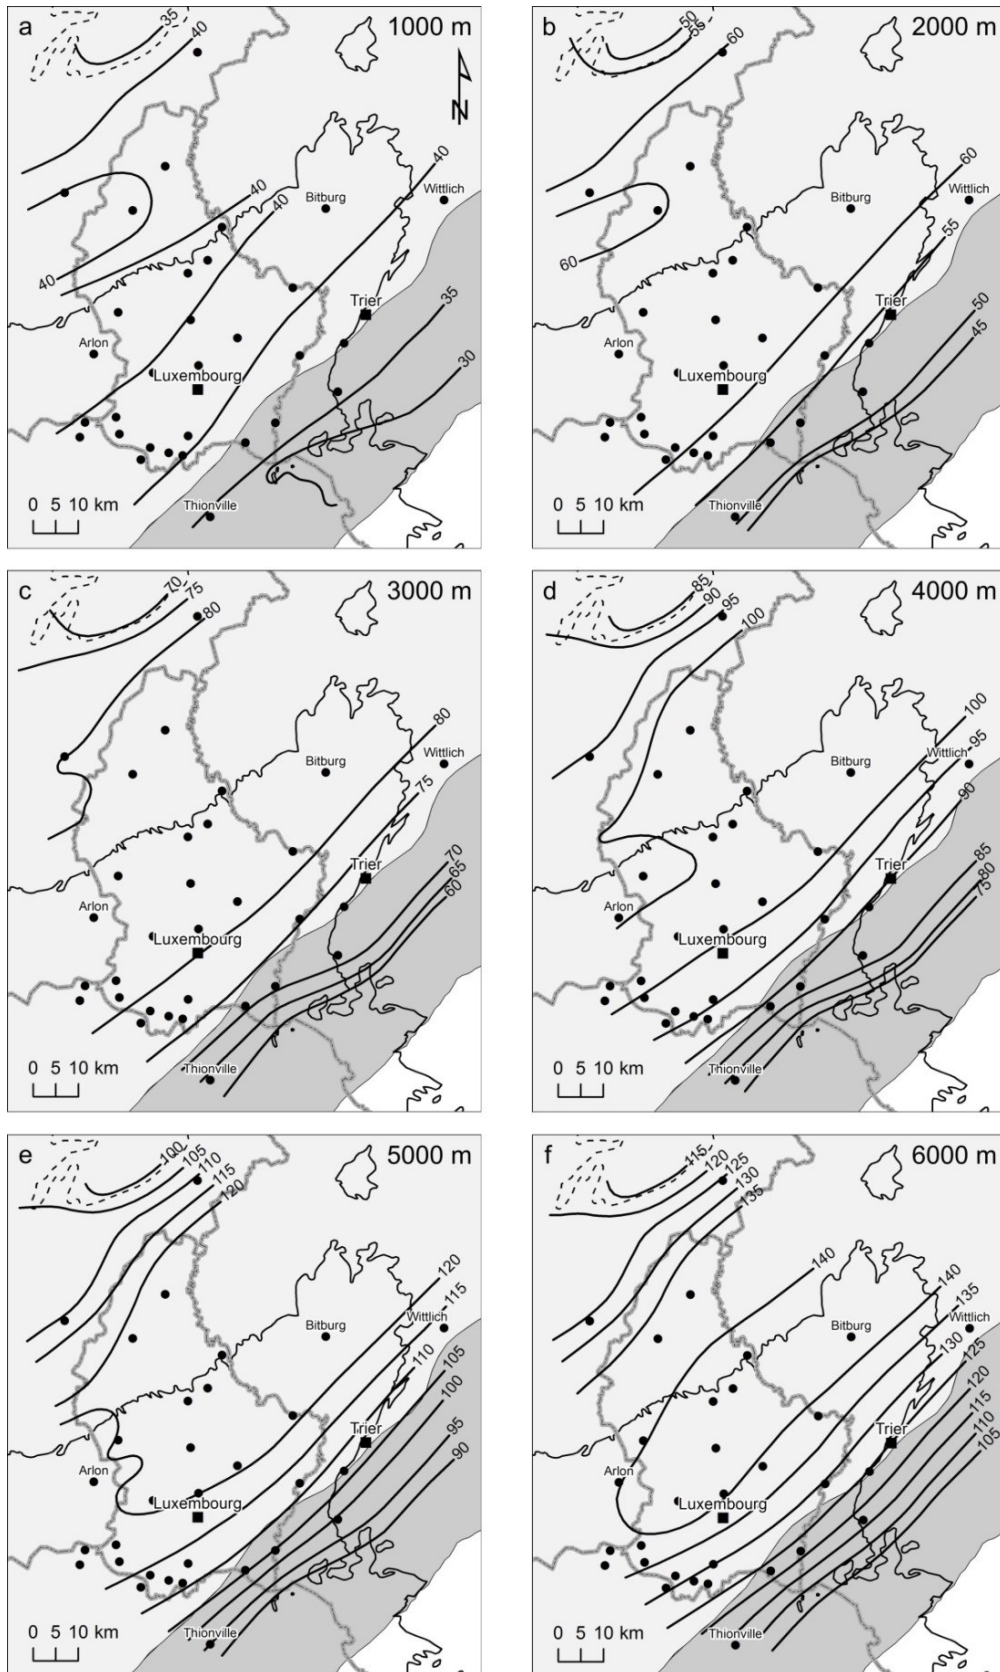 a
1000 m
35
40
N
40
40
40
40
35
30
Bitburg
Wittlich
Trier
Arlon
Luxembourg
Thionville
0 5 10 km
b
2000 m
50
55
60
60
60
55
50
45
Bitburg
Wittlich
Trier
Arlon
Luxembourg
Thionville
0 5 10 km
c
3000 m
70
75
80
80
75
70
65
60
Bitburg
Wittlich
Trier
Arlon
Luxembourg
Thionville
0 5 10 km
d
4000 m
85
90
95
100
100
95
90
85
80
75
Bitburg
Wittlich
Trier
Arlon
Luxembourg
Thionville
0 5 10 km
e
5000 m
100
105
110
115
120
120
115
110
105
100
95
90
Bitburg
Wittlich
Trier
Arlon
Luxembourg
Thionville
0 5 10 km
f
6000 m
115
120
125
130
135
140
140
135
130
125
120
115
110
105
Bitburg
Wittlich
Trier
Arlon
Luxembourg
Thionville
0 5 10 km